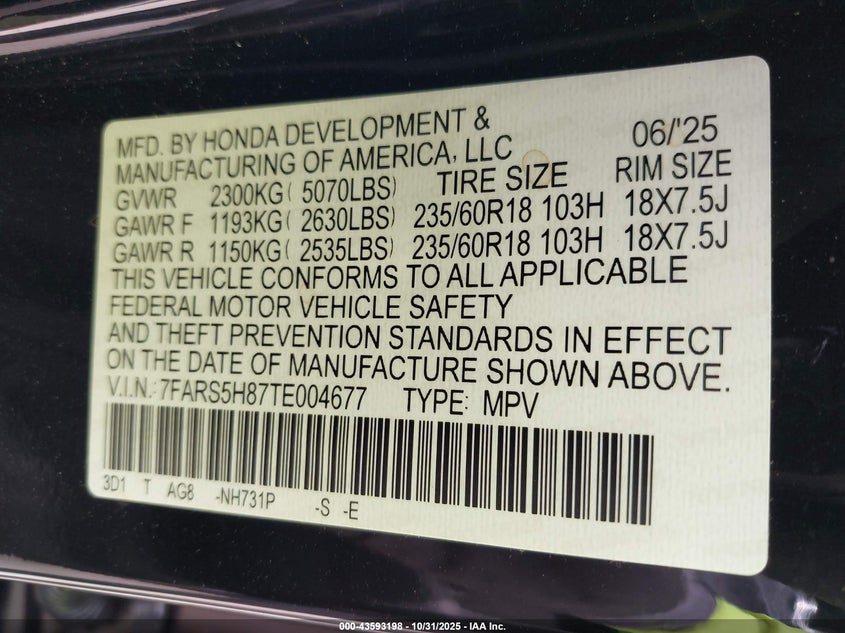 MFD. BY HONDA DEVELOPMENT & 06/'25
MANUFACTURING OF AMERICA, LLC RIM SIZE
GVWR 2300KG( 5070LBS) TIRE SIZE
GAWR F 1193KG( 2630LBS) 235/60R18 103H 18X7.5J
GAWR R 1150KG( 2535LBS) 235/60R18 103H 18X7.5J
THIS VEHICLE CONFORMS TO ALL APPLICABLE
FEDERAL MOTOR VEHICLE SAFETY
AND THEFT PREVENTION STANDARDS IN EFFECT
ON THE DATE OF MANUFACTURE SHOWN ABOVE.
V.I.N.: 7FARS5H87TE004677 TYPE: MPV
3D1 T AG8 -NH731P -S -E
000-43593198 - 10/31/2025 - IAA Inc.